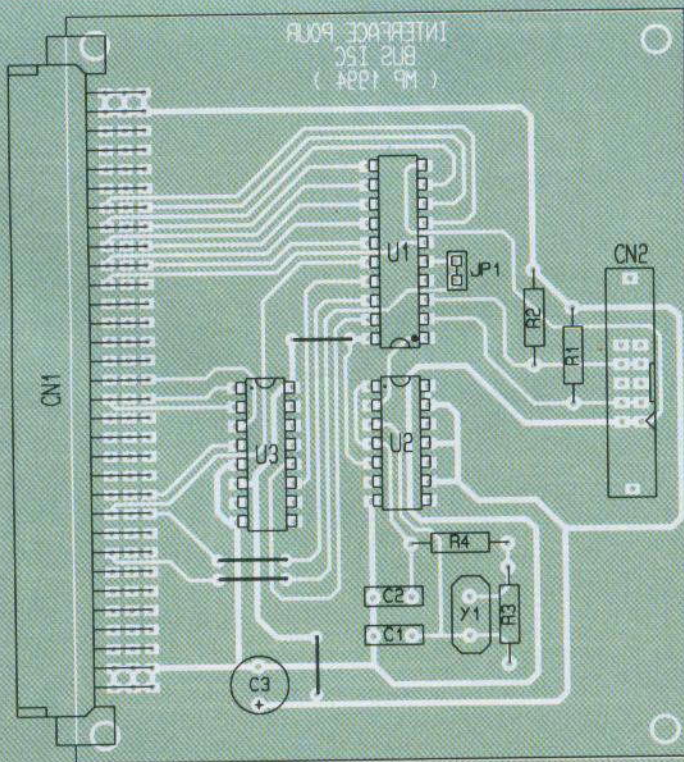 INTERFACE POUR
BUS I2C
( MP 1994 )
U1
JP1
CN2
R2
R1
CN1
U3
U2
R4
C2
Y1
R3
C1
C3
+